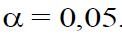 α = 0,05.